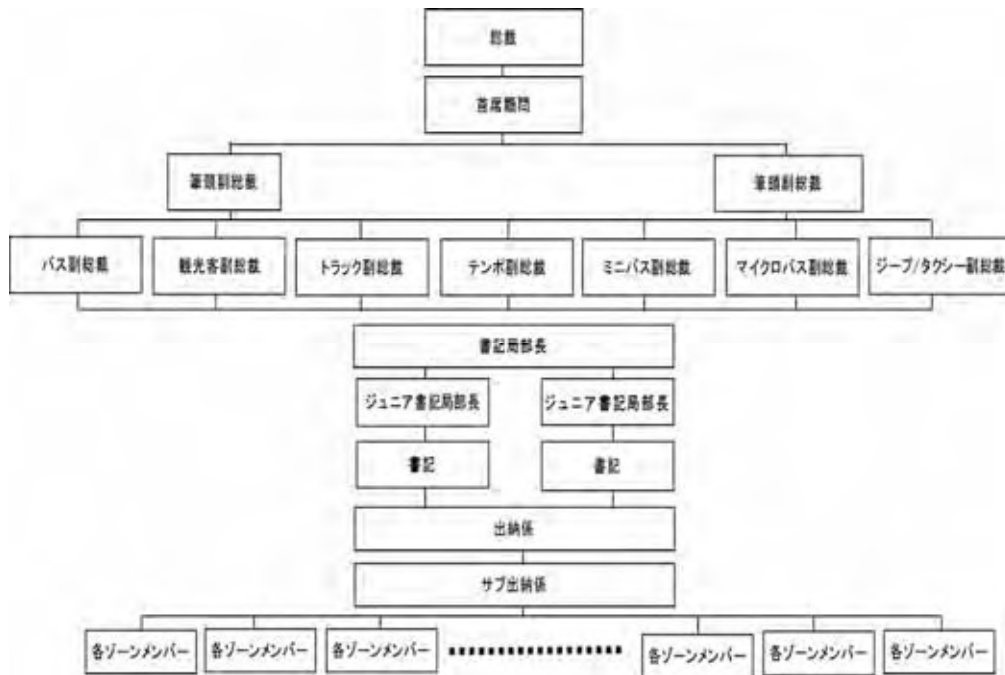 総裁
首席顧問
筆頭副総裁
筆頭副総裁
バス副総裁
観光客副総裁
トラック副総裁
テンポ副総裁
ミニバス副総裁
マイクロバス副総裁
ジープ/タクシー副総裁
書記局部長
ジュニア書記局部長
ジュニア書記局部長
書記
書記
出納係
サブ出納係
各ゾーンメンバー
各ゾーンメンバー
各ゾーンメンバー
各ゾーンメンバー
各ゾーンメンバー
各ゾーンメンバー